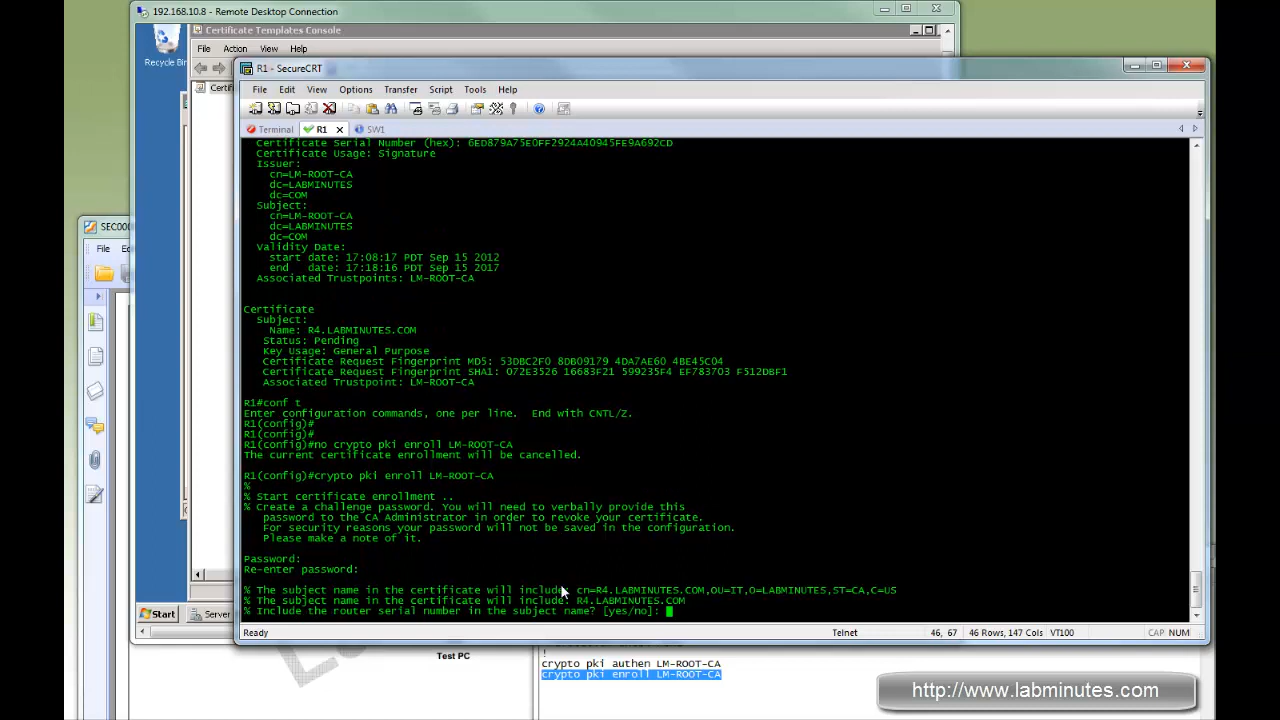 192.168.10.8 - Remote Desktop Connection
Certificate Templates Console
File Action View Help
Recycle Bin
Certifi
R1 - SecureCRT
File Edit View Options Transfer Script Tools Help
Terminal R1 SW1
Certificate Serial Number (hex): 6ED879A75E0FF2924A40945FE9A692CD
Certificate Usage: Signature
Issuer:
cn=LM-ROOT-CA
dc=LABMINUTES
dc=COM
Subject:
cn=LM-ROOT-CA
dc=LABMINUTES
dc=COM
Validity Date:
start date: 17:08:17 PDT Sep 15 2012
end   date: 17:18:16 PDT Sep 15 2017
Associated Trustpoints: LM-ROOT-CA
Certificate
Subject:
Name: R4.LABMINUTES.COM
Status: Pending
Key Usage: General Purpose
Certificate Request Fingerprint MD5: 53DBC2F0 8DB09179 4DA7AE60 4BE45C04
Certificate Request Fingerprint SHA1: 072E3526 16683F21 599235F4 EF783703 F512DBF1
Associated Trustpoint: LM-ROOT-CA
R1#conf t
Enter configuration commands, one per line.  End with CNTL/Z.
R1(config)#
R1(config)#
R1(config)#no crypto pki enroll LM-ROOT-CA
The current certificate enrollment will be cancelled.
R1(config)#crypto pki enroll LM-ROOT-CA
%
% Start certificate enrollment ..
% Create a challenge password. You will need to verbally provide this
password to the CA Administrator in order to revoke your certificate.
For security reasons your password will not be saved in the configuration.
Please make a note of it.
Password:
Re-enter password:
% The subject name in the certificate will include: cn=R4.LABMINUTES.COM,OU=IT,O=LABMINUTES,ST=CA,C=US
% The subject name in the certificate will include: R4.LABMINUTES.COM
% Include the router serial number in the subject name? [yes/no]:
Ready Telnet 46, 67 46 Rows, 147 Cols VT100 CAP NUM
SEC000
File
Start Server
Test PC
!
crypto pki authen LM-ROOT-CA
crypto pki enroll LM-ROOT-CA
http://www.labminutes.com